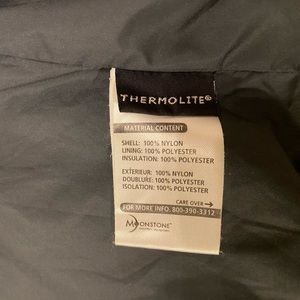 THERMOLITE®
MATERIAL CONTENT
SHELL: 100% NYLON
LINING: 100% POLYESTER
INSULATION: 100% POLYESTER
EXTÉRIEUR: 100% NYLON
DOUBLURE: 100% POLYESTER
ISOLATION: 100% POLYESTER
CARE OVER
FOR MORE INFO. 800-390-3312
MOONSTONE®